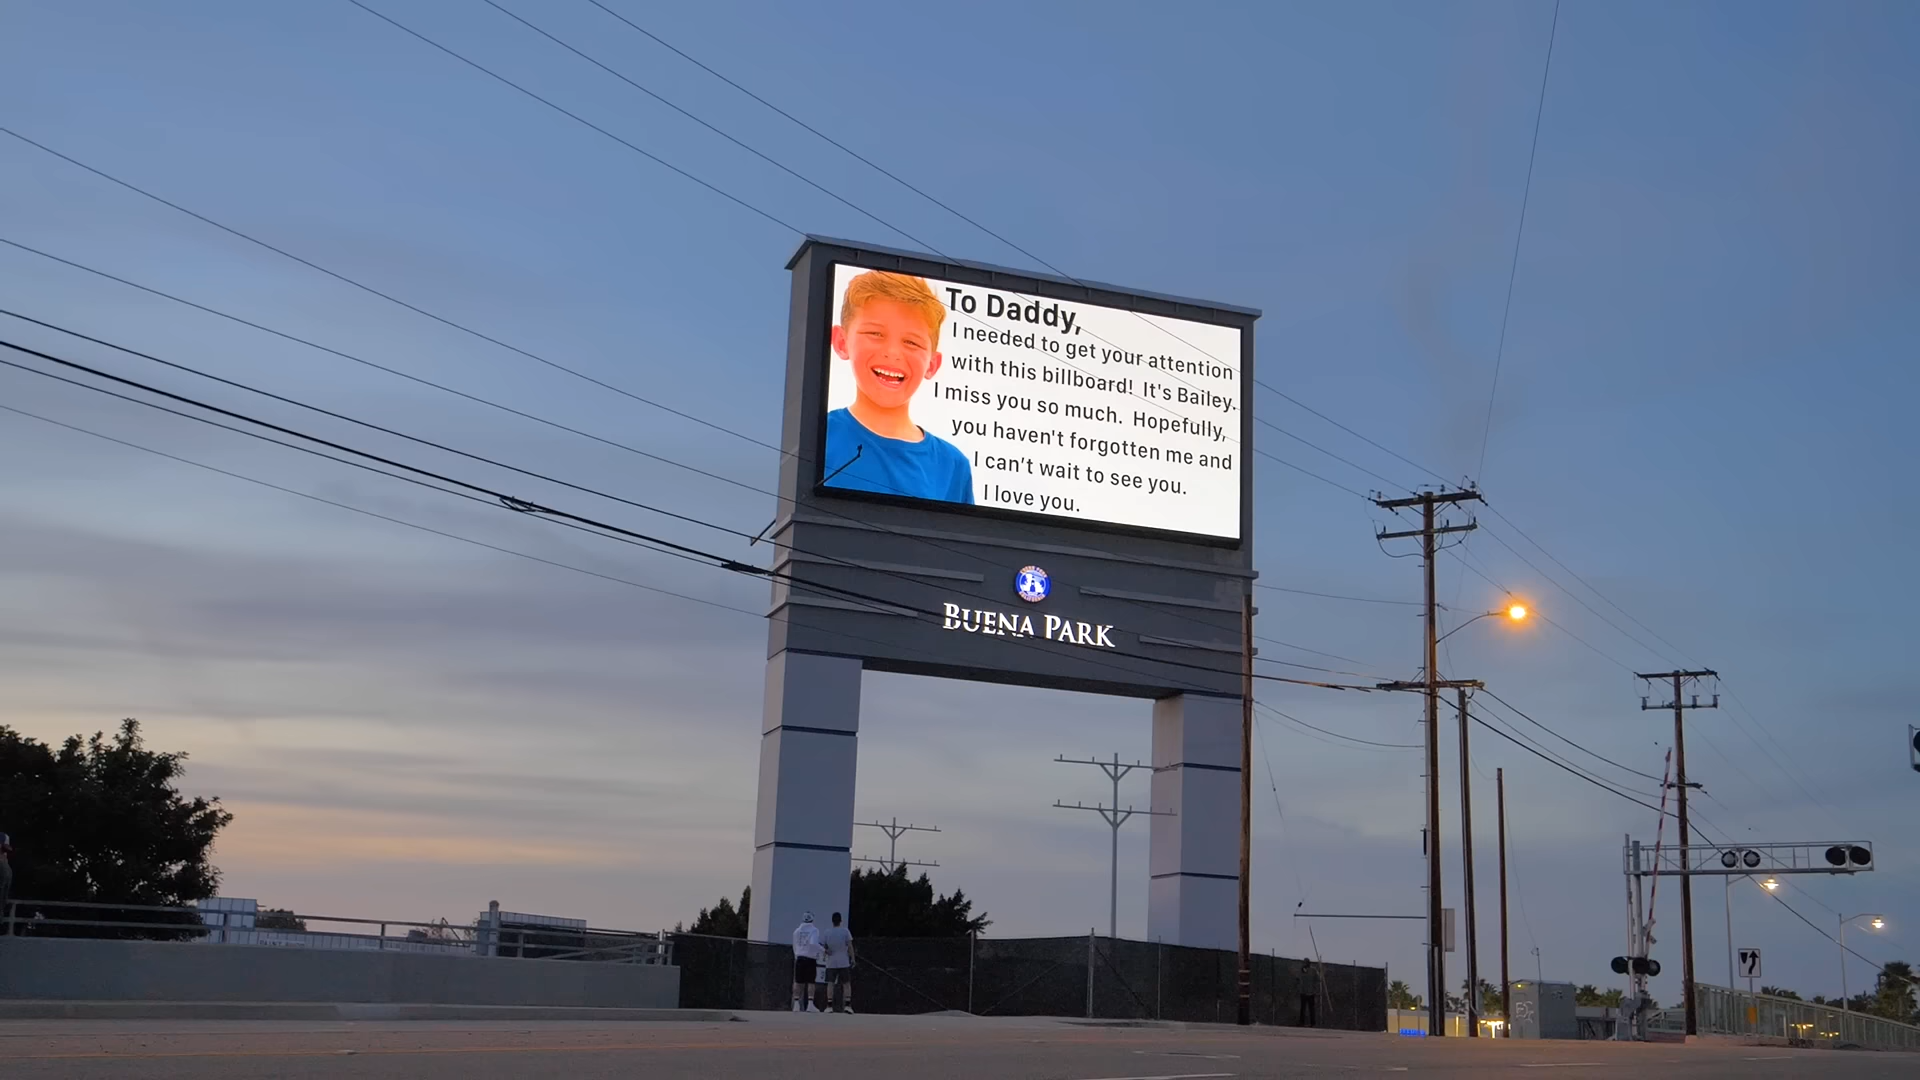 To Daddy,
I needed to get your attention
with this billboard! It's Bailey.
I miss you so much. Hopefully,
you haven't forgotten me and
I can't wait to see you.
I love you.
BUENA PARK